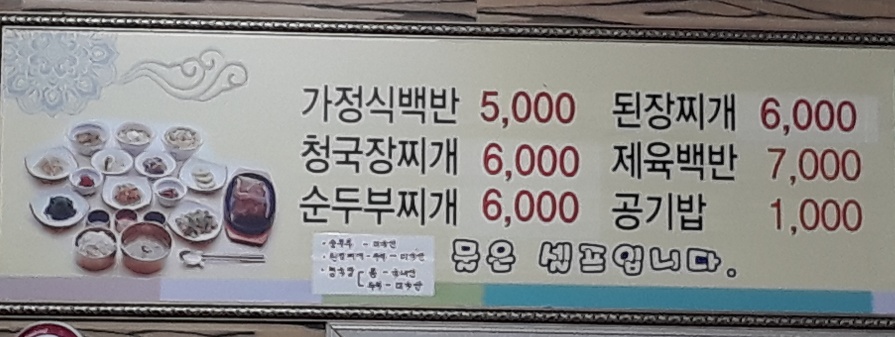 가정식백반 5,000 된장찌개 6,000
청국장찌개 6,000 제육백반 7,000
순두부찌개 6,000 공기밥 1,000
뭇은 셀프입니다.